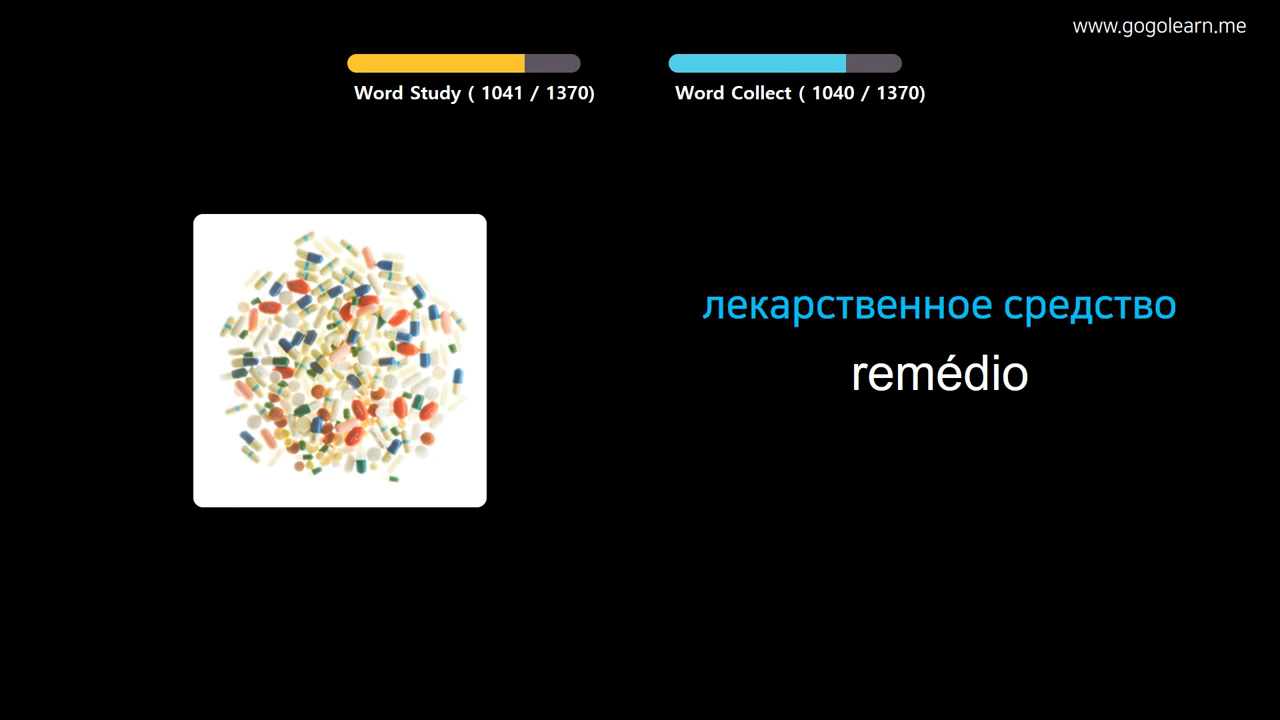 www.gogolearn.me
Word Study ( 1041 / 1370)
Word Collect ( 1040 / 1370)
лекарственное средство
remédio